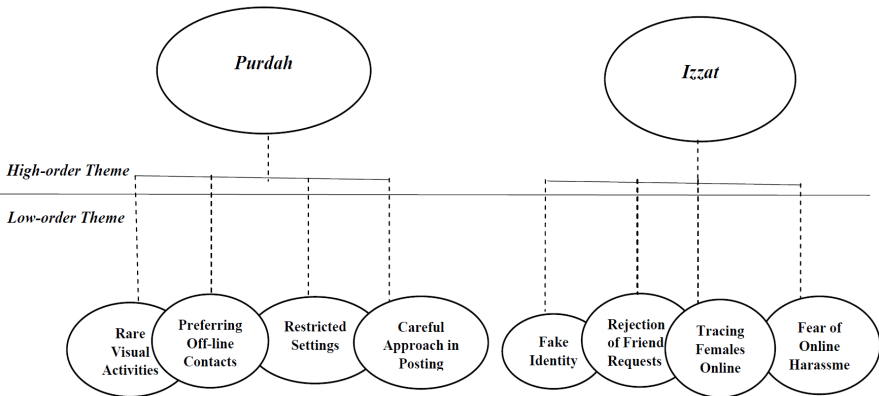 Purdah
Izzat
High-order Theme
Low-order Theme
Rare
Visual
Activities
Preferring
Off-line
Contacts
Restricted
Settings
Careful
Approach in
Posting
Fake
Identity
Rejection
of Friend
Requests
Tracing
Females
Online
Fear of
Online
Harassme